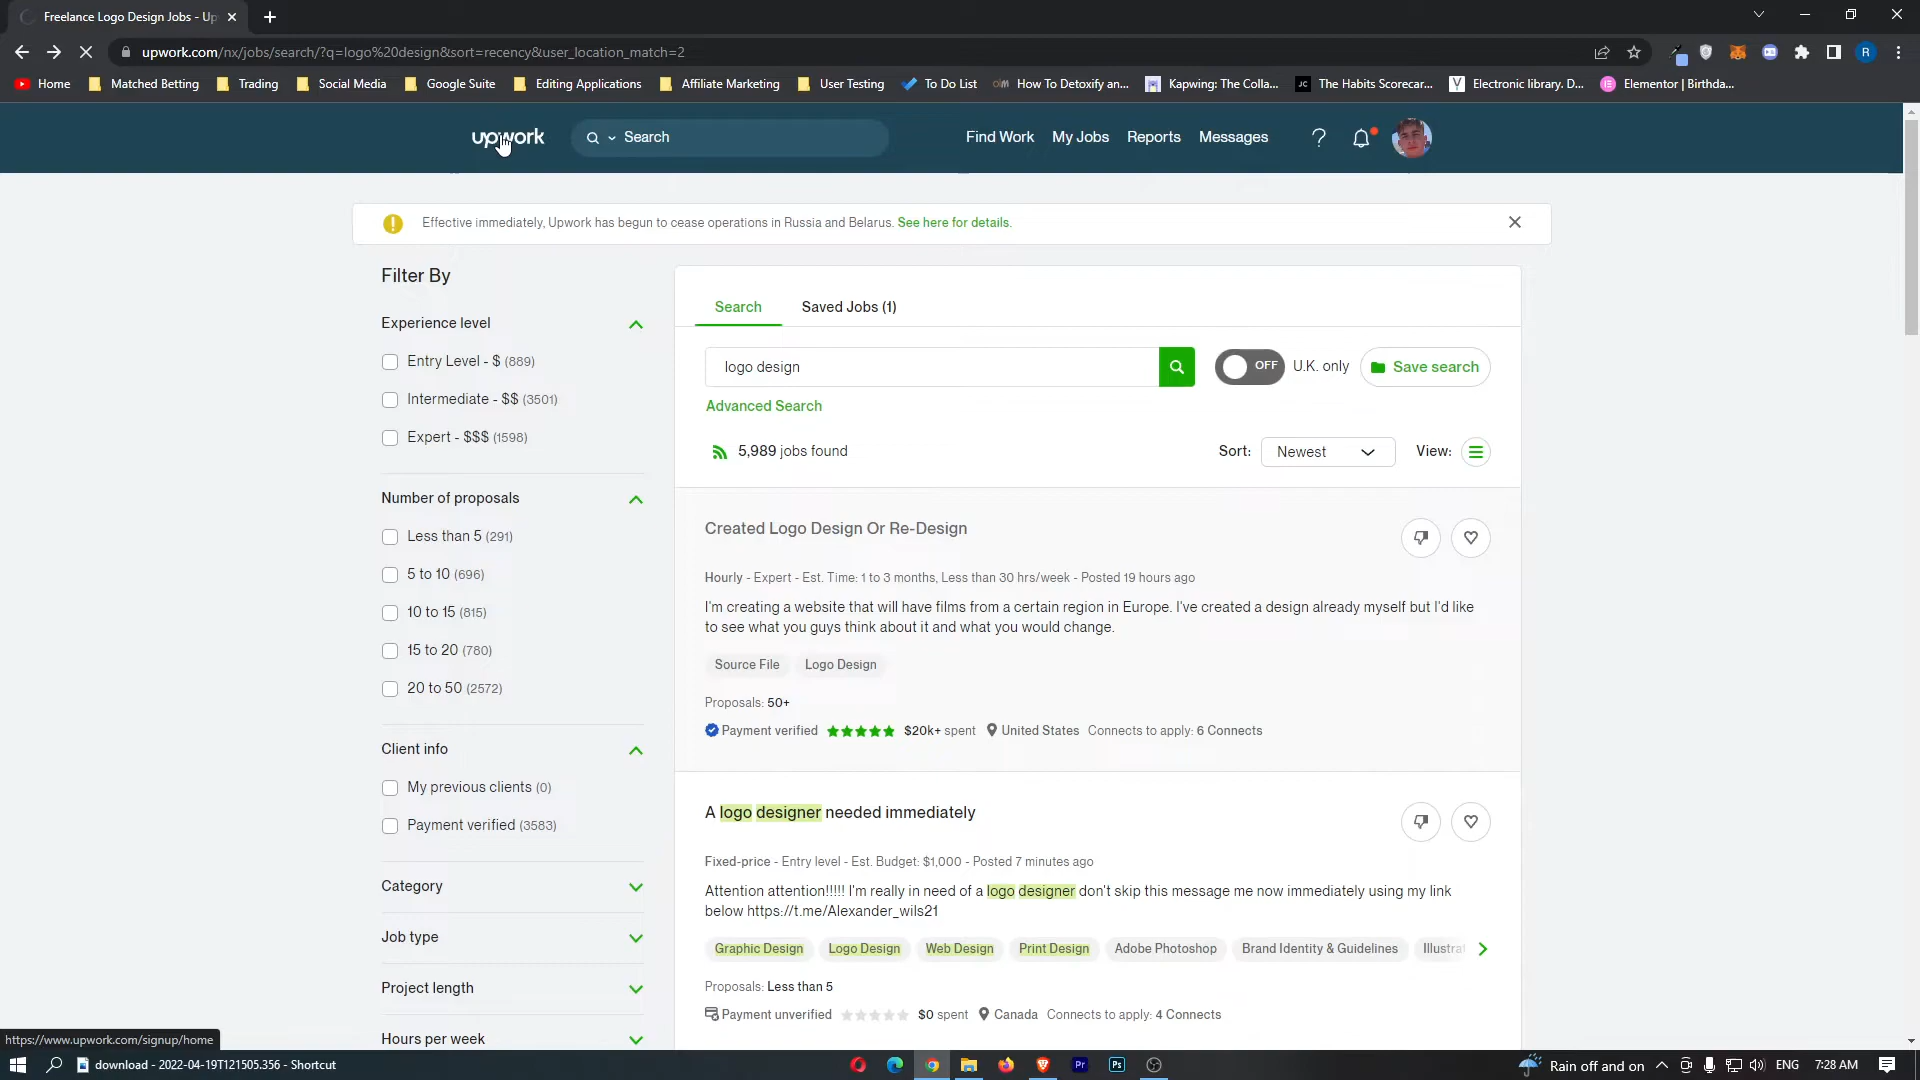 Freelance Logo Design Jobs - Up
upwork.com/nx/jobs/search/?q=logo%20design&sort=recency&user_location_match=2
R
Home
Matched Betting
Trading
Social Media
Google Suite
Editing Applications
Affiliate Marketing
User Testing
To Do List
How To Detoxify an...
Kapwing: The Colla...
JC
The Habits Scorecar...
Electronic library. D...
Elementor | Birthda...
upwork
Search
Find Work
My Jobs
Reports
Messages
Effective immediately, Upwork has begun to cease operations in Russia and Belarus. See here for details.
Filter By
Experience level
Entry Level - $ (889)
Intermediate - $$ (3501)
Expert - $$$ (1598)
Number of proposals
Less than 5 (291)
5 to 10 (696)
10 to 15 (815)
15 to 20 (780)
20 to 50 (2572)
Client info
My previous clients (0)
Payment verified (3583)
Category
Job type
Project length
Hours per week
Search
Saved Jobs (1)
logo design
OFF
U.K. only
Save search
Advanced Search
5,989 jobs found
Sort:
Newest
View:
Created Logo Design Or Re-Design
Hourly - Expert - Est. Time: 1 to 3 months, Less than 30 hrs/week - Posted 19 hours ago
I'm creating a website that will have films from a certain region in Europe. I've created a design already myself but I'd like
to see what you guys think about it and what you would change.
Source File
Logo Design
Proposals: 50+
Payment verified
$20k+ spent
United States
Connects to apply: 6 Connects
A logo designer needed immediately
Fixed-price - Entry level - Est. Budget: $1,000 - Posted 7 minutes ago
Attention attention!!!!! I'm really in need of a logo designer don't skip this message me now immediately using my link
below https://t.me/Alexander_wils21
Graphic Design
Logo Design
Web Design
Print Design
Adobe Photoshop
Brand Identity & Guidelines
Illustrat
Proposals: Less than 5
Payment unverified
$0 spent
Canada
Connects to apply: 4 Connects
https://www.upwork.com/signup/home
download - 2022-04-19T121505.356 - Shortcut
Pr
Ps
Rain off and on
ENG
7:28 AM